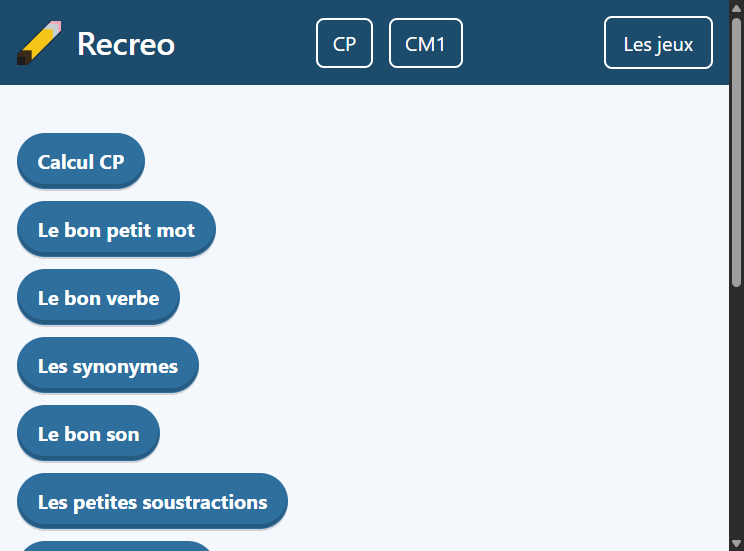 Recreo
CP
CM1
Les jeux
Calcul CP
Le bon petit mot
Le bon verbe
Les synonymes
Le bon son
Les petites soustractions